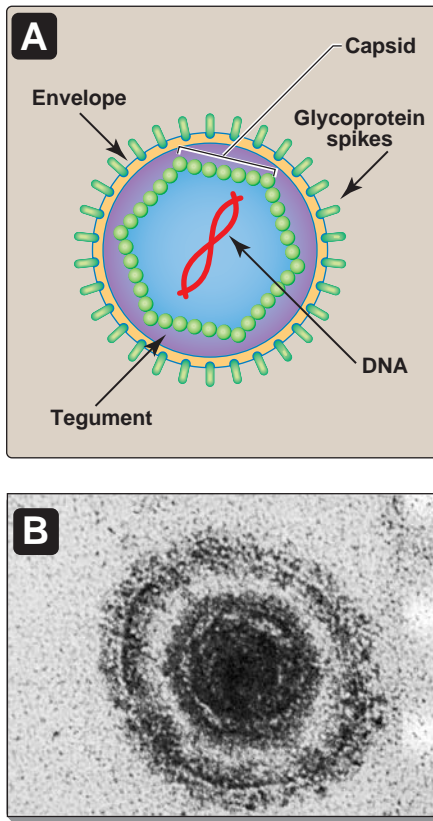 A
Capsid
Envelope
Glycoprotein
spikes
DNA
Tegument
B